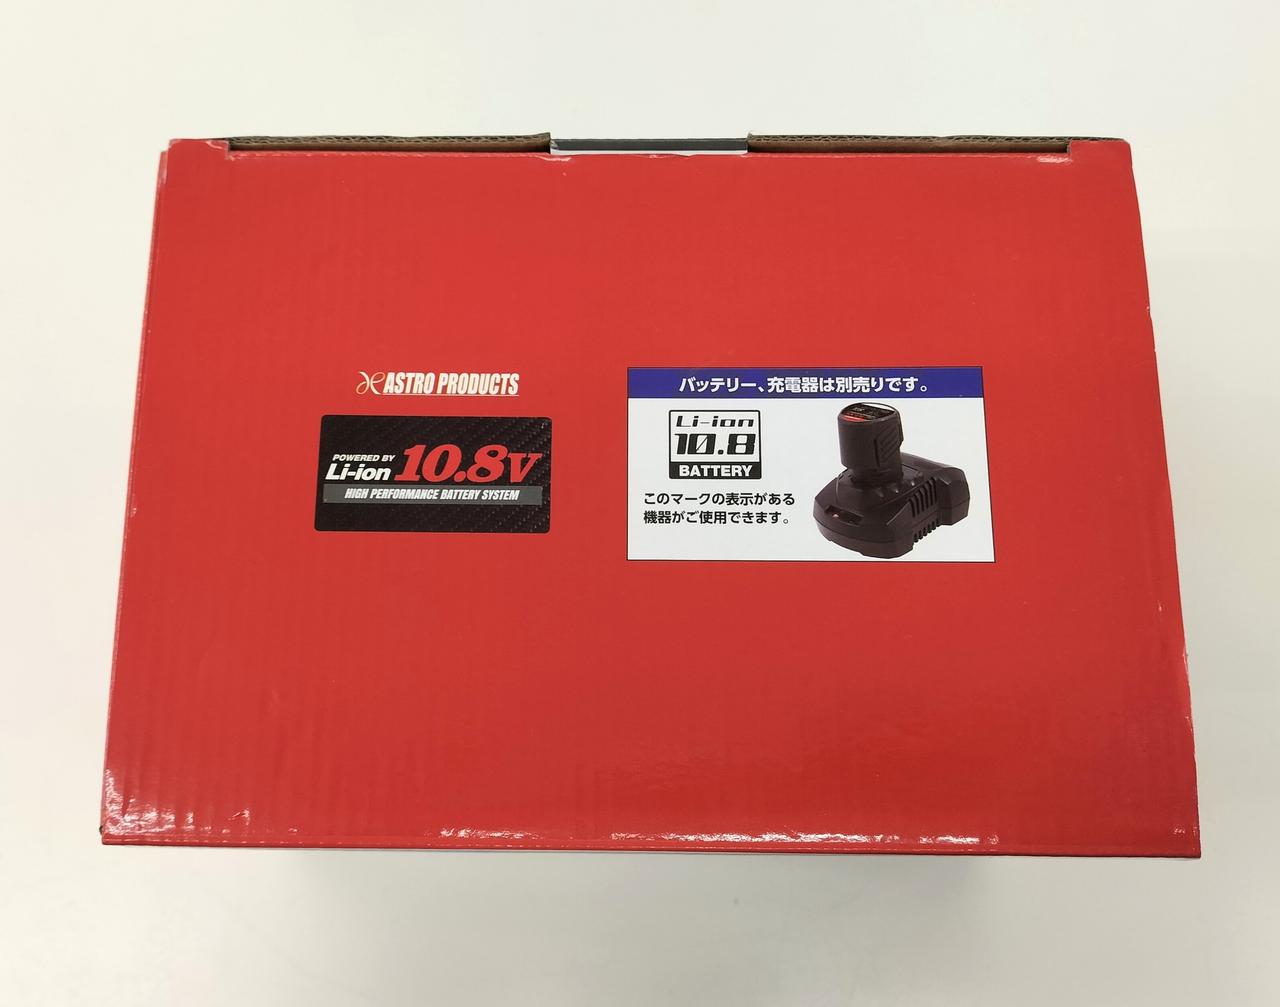 ASTRO PRODUCTS
POWERED BY
Li-ion 10.8V
HIGH PERFORMANCE BATTERY SYSTEM
バッテリー、充電器は別売りです。
Li-ion
10.8
BATTERY
このマークの表示がある
機器がご使用できます。